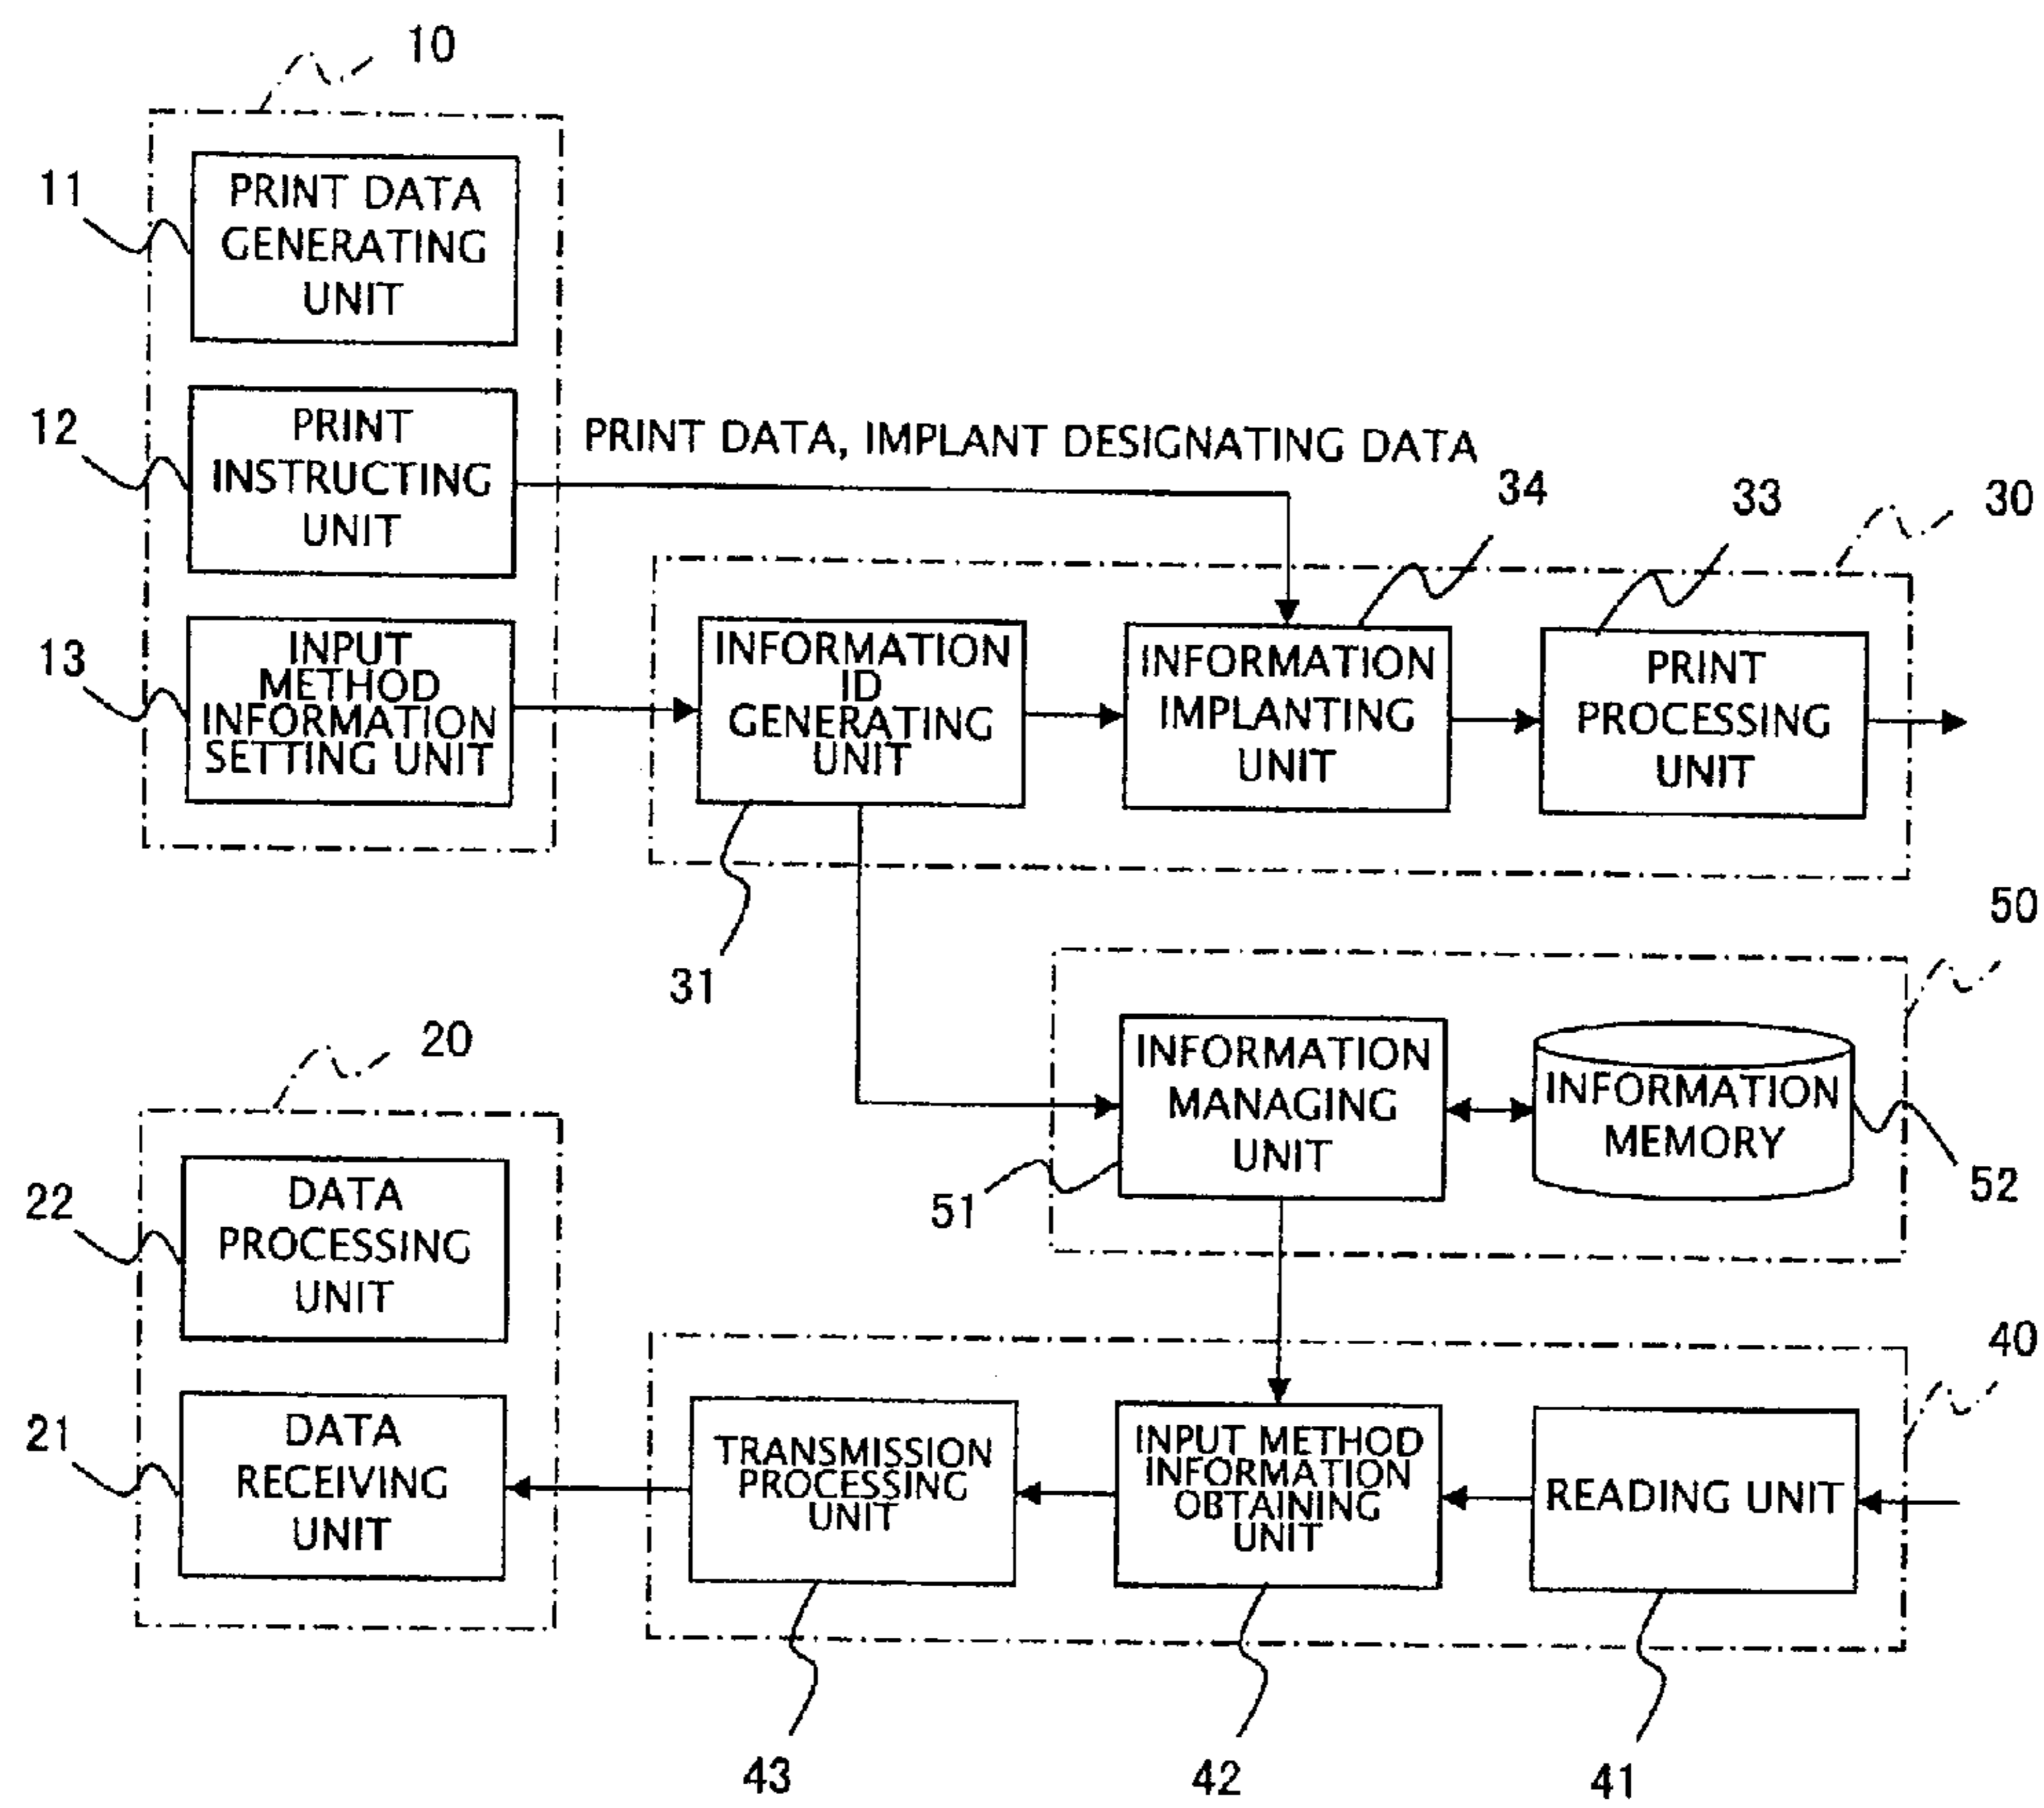 10
11
PRINT DATA
GENERATING
UNIT
12
PRINT
INSTRUCTING
UNIT
PRINT DATA, IMPLANT DESIGNATING DATA
13
INPUT
METHOD
INFORMATION
SETTING UNIT
34
33
30
INFORMATION
ID
GENERATING
UNIT
INFORMATION
IMPLANTING
UNIT
PRINT
PROCESSING
UNIT
31
50
INFORMATION
MANAGING
UNIT
INFORMATION
MEMORY
51
52
20
22
DATA
PROCESSING
UNIT
40
21
DATA
RECEIVING
UNIT
TRANSMISSION
PROCESSING
UNIT
INPUT METHOD
INFORMATION
OBTAINING
UNIT
READING UNIT
43
42
41